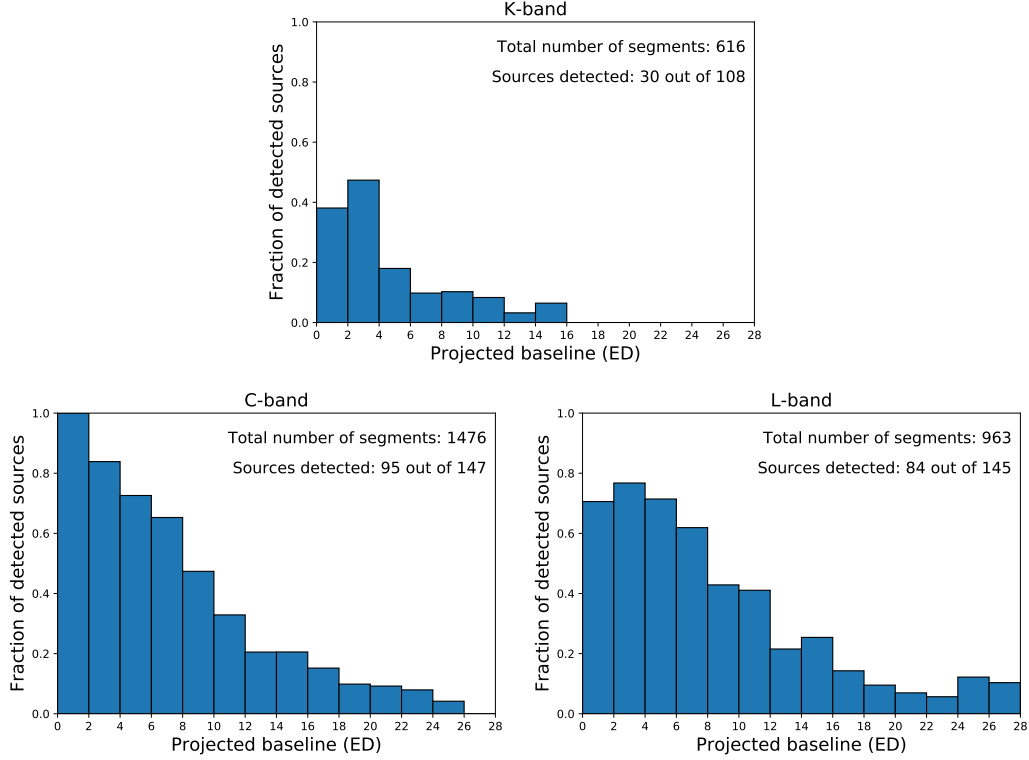 K-band
Total number of segments: 616
Sources detected: 30 out of 108
Fraction of detected sources
1.0
0.8
0.6
0.4
0.2
0.0
0 2 4 6 8 10 12 14 16 18 20 22 24 26 28
Projected baseline (ED)
C-band
Total number of segments: 1476
Sources detected: 95 out of 147
Fraction of detected sources
1.0
0.8
0.6
0.4
0.2
0.0
0 2 4 6 8 10 12 14 16 18 20 22 24 26 28
Projected baseline (ED)
L-band
Total number of segments: 963
Sources detected: 84 out of 145
Fraction of detected sources
1.0
0.8
0.6
0.4
0.2
0.0
0 2 4 6 8 10 12 14 16 18 20 22 24 26 28
Projected baseline (ED)